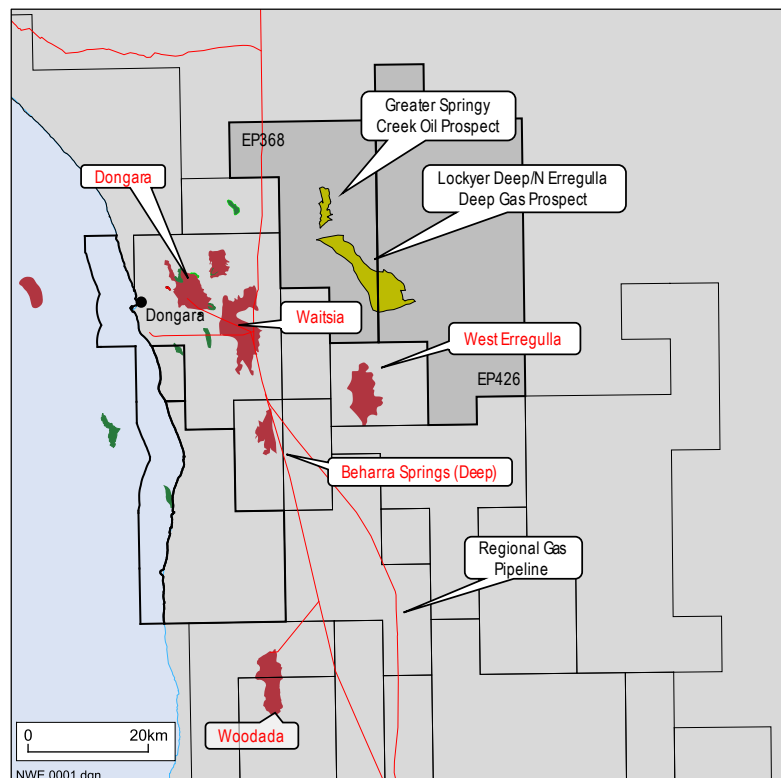 Greater Springy
Creek Oil Prospect
EP368
Dongara
Lockyer Deep/N Erregulla
Deep Gas Prospect
Dongara
Waitsia
West Erregulla
EP426
Beharra Springs (Deep)
Regional Gas
Pipeline
Woodada
0 20km
NWE 0001.dgn